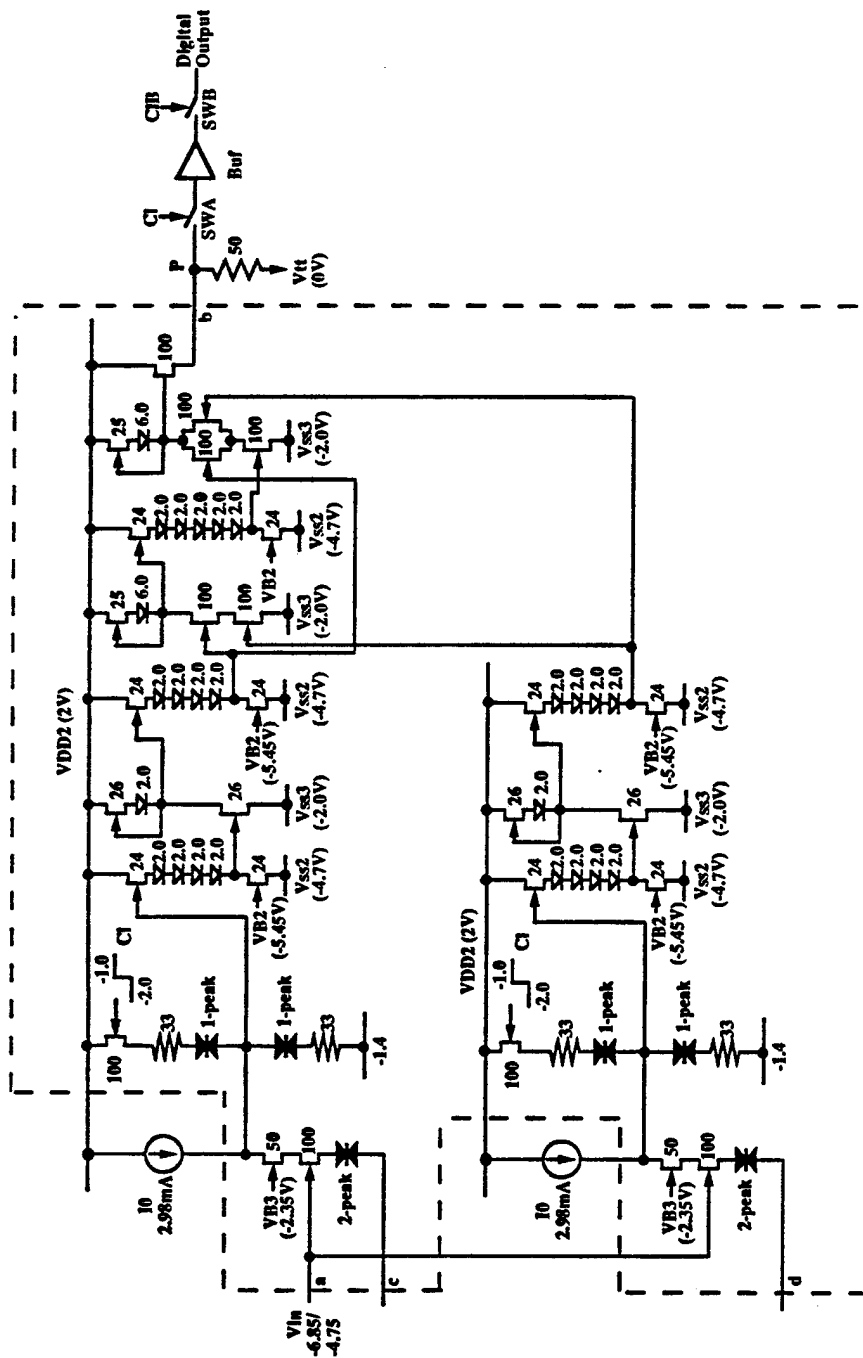 Digital
Output
C1B
SWB
Buf
C1
SWA
P
50
Vtt
(0V)
b
VDD2 (2V)
100
25
6.0
100
100
100
Vss3
(-2.0V)
24
2.0
2.0
2.0
2.0
2.0
VB2
24
Vss2
(-4.7V)
25
6.0
100
100
Vss3
(-2.0V)
24
2.0
2.0
2.0
2.0
VB2
(-5.45V)
24
Vss2
(-4.7V)
26
2.0
26
Vss3
(-2.0V)
24
2.0
2.0
2.0
2.0
VB2
(-5.45V)
24
Vss2
(-4.7V)
C1
-1.0
-2.0
100
33
1-peak
1-peak
33
-1.4
I0
2.98mA
VB3
(-2.35V)
50
100
2-peak
Vin
-6.85/
-4.75
a
c
VDD2 (2V)
24
2.0
2.0
2.0
2.0
VB2
(-5.45V)
24
Vss2
(-4.7V)
26
2.0
26
Vss3
(-2.0V)
24
2.0
2.0
2.0
2.0
VB2
(-5.45V)
24
Vss2
(-4.7V)
C1
-1.0
-2.0
100
33
1-peak
1-peak
33
-1.4
I0
2.98mA
VB3
(-2.35V)
50
100
2-peak
d